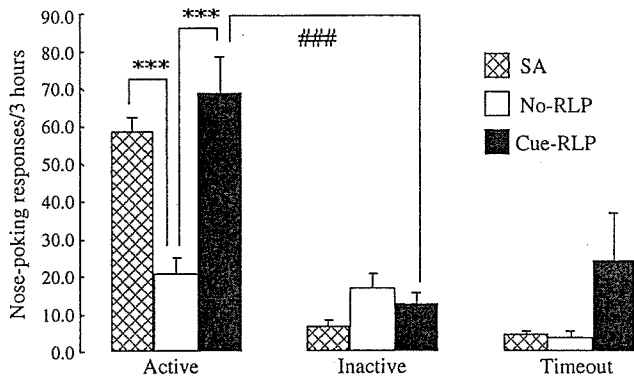 Nose-poking responses/3 hours
90.0
80.0
70.0
60.0
50.0
40.0
30.0
20.0
10.0
0.0
***
***
###
SA
No-RLP
Cue-RLP
Active
Inactive
Timeout